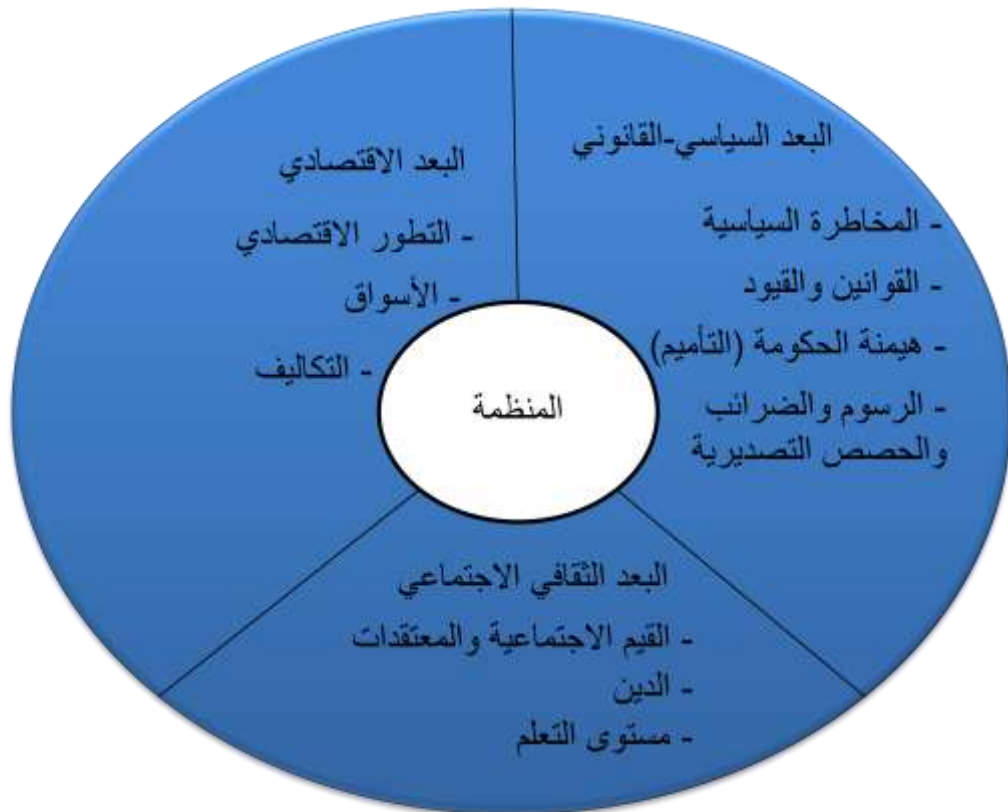 البعد السياسي-القانوني
- المخاطرة السياسية
- القوانين والقيود
- هيمنة الحكومة (التأميم)
- الرسوم والضرائب
والحصص التصديرية
البعد الاقتصادي
- التطور الاقتصادي
- الأسواق
- التكاليف
المنظمة
البعد الثقافي الاجتماعي
- القيم الاجتماعية والمعتقدات
- الدين
- مستوى التعلم